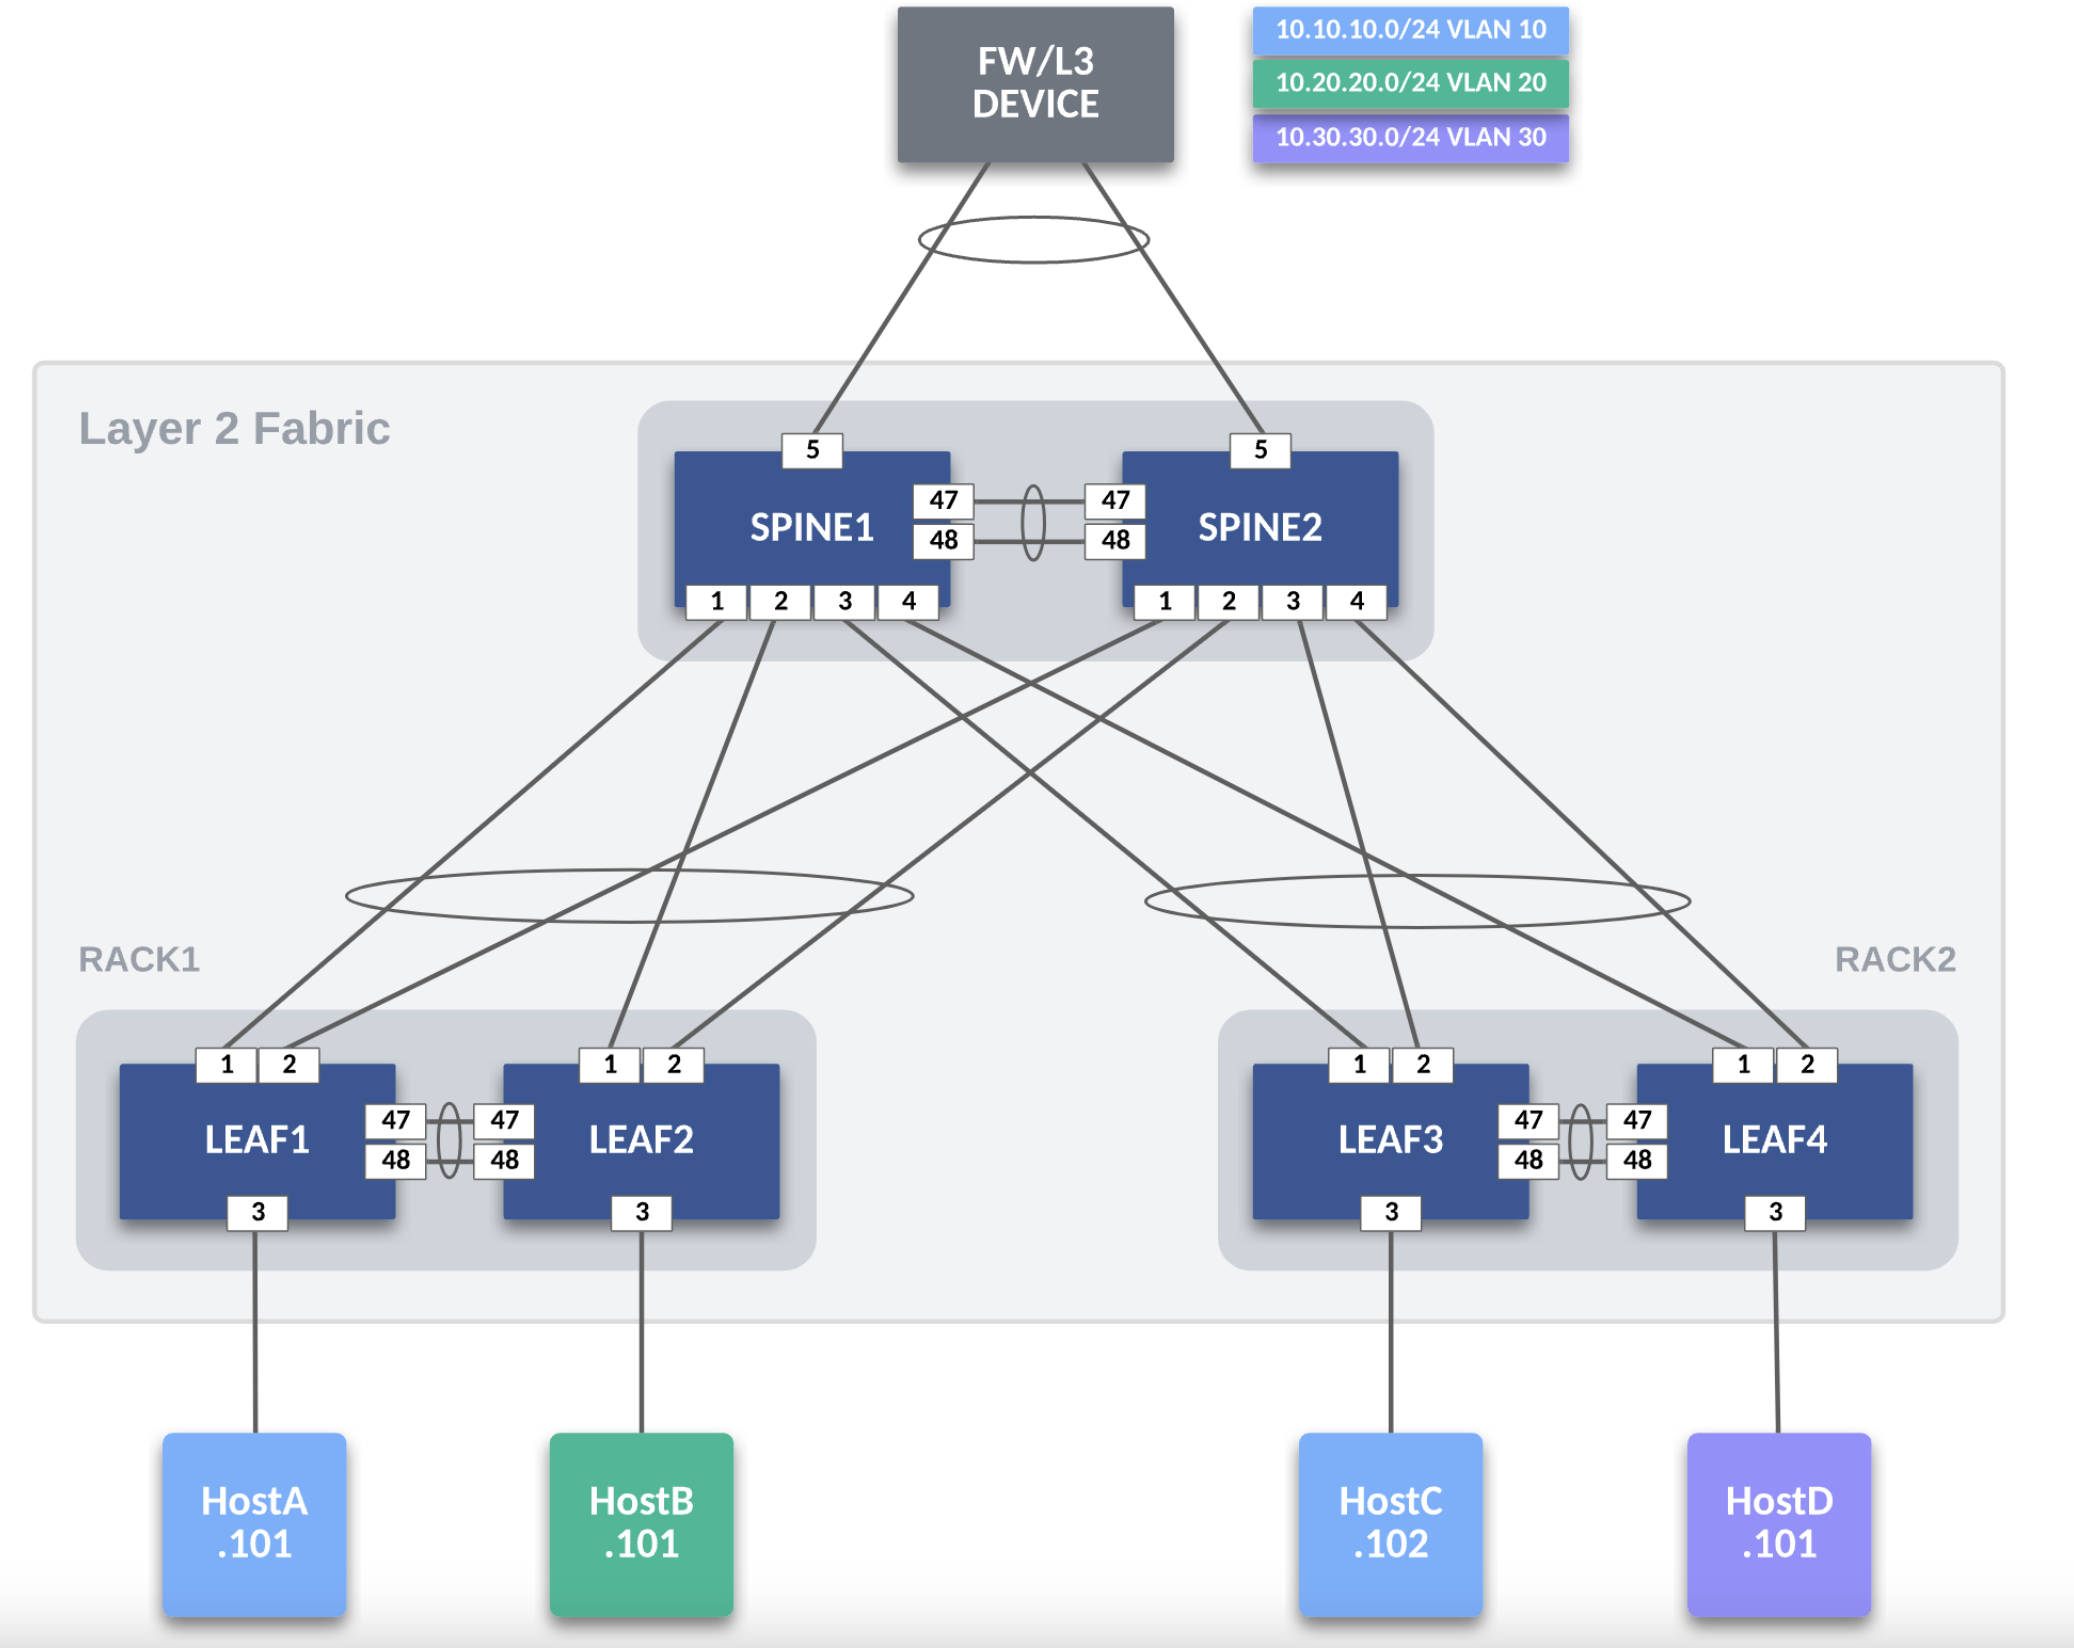 FW/L3
DEVICE
10.10.10.0/24 VLAN 10
10.20.20.0/24 VLAN 20
10.30.30.0/24 VLAN 30
Layer 2 Fabric
5
5
SPINE1
47
48
47
48
SPINE2
1
2
3
4
1
2
3
4
RACK1
RACK2
1
2
1
2
1
2
1
2
LEAF1
47
48
47
48
LEAF2
LEAF3
47
48
47
48
LEAF4
3
3
3
3
HostA
.101
HostB
.101
HostC
.102
HostD
.101